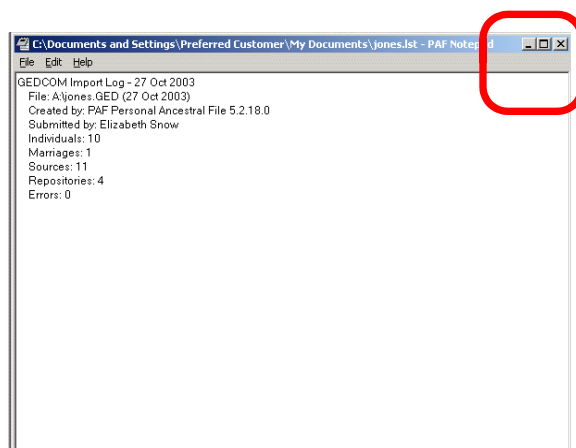 C:\Documents and Settings\Preferred Customer\My Documents\jones.lst - PAF Notepad
File Edit Help
GEDCOM Import Log - 27 Oct 2003
File: A:\jones.GED (27 Oct 2003)
Created by: PAF Personal Ancestral File 5.2.18.0
Submitted by: Elizabeth Snow
Individuals: 10
Marriages: 1
Sources: 11
Repositories: 4
Errors: 0